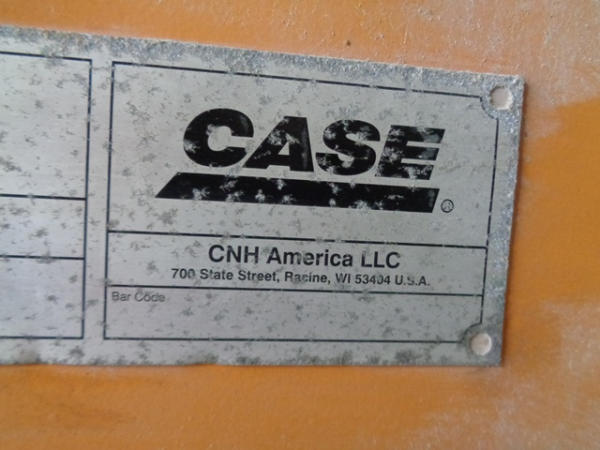 CASE
®
CNH America LLC
700 State Street, Racine, WI 53404 U.S.A.
Bar Code